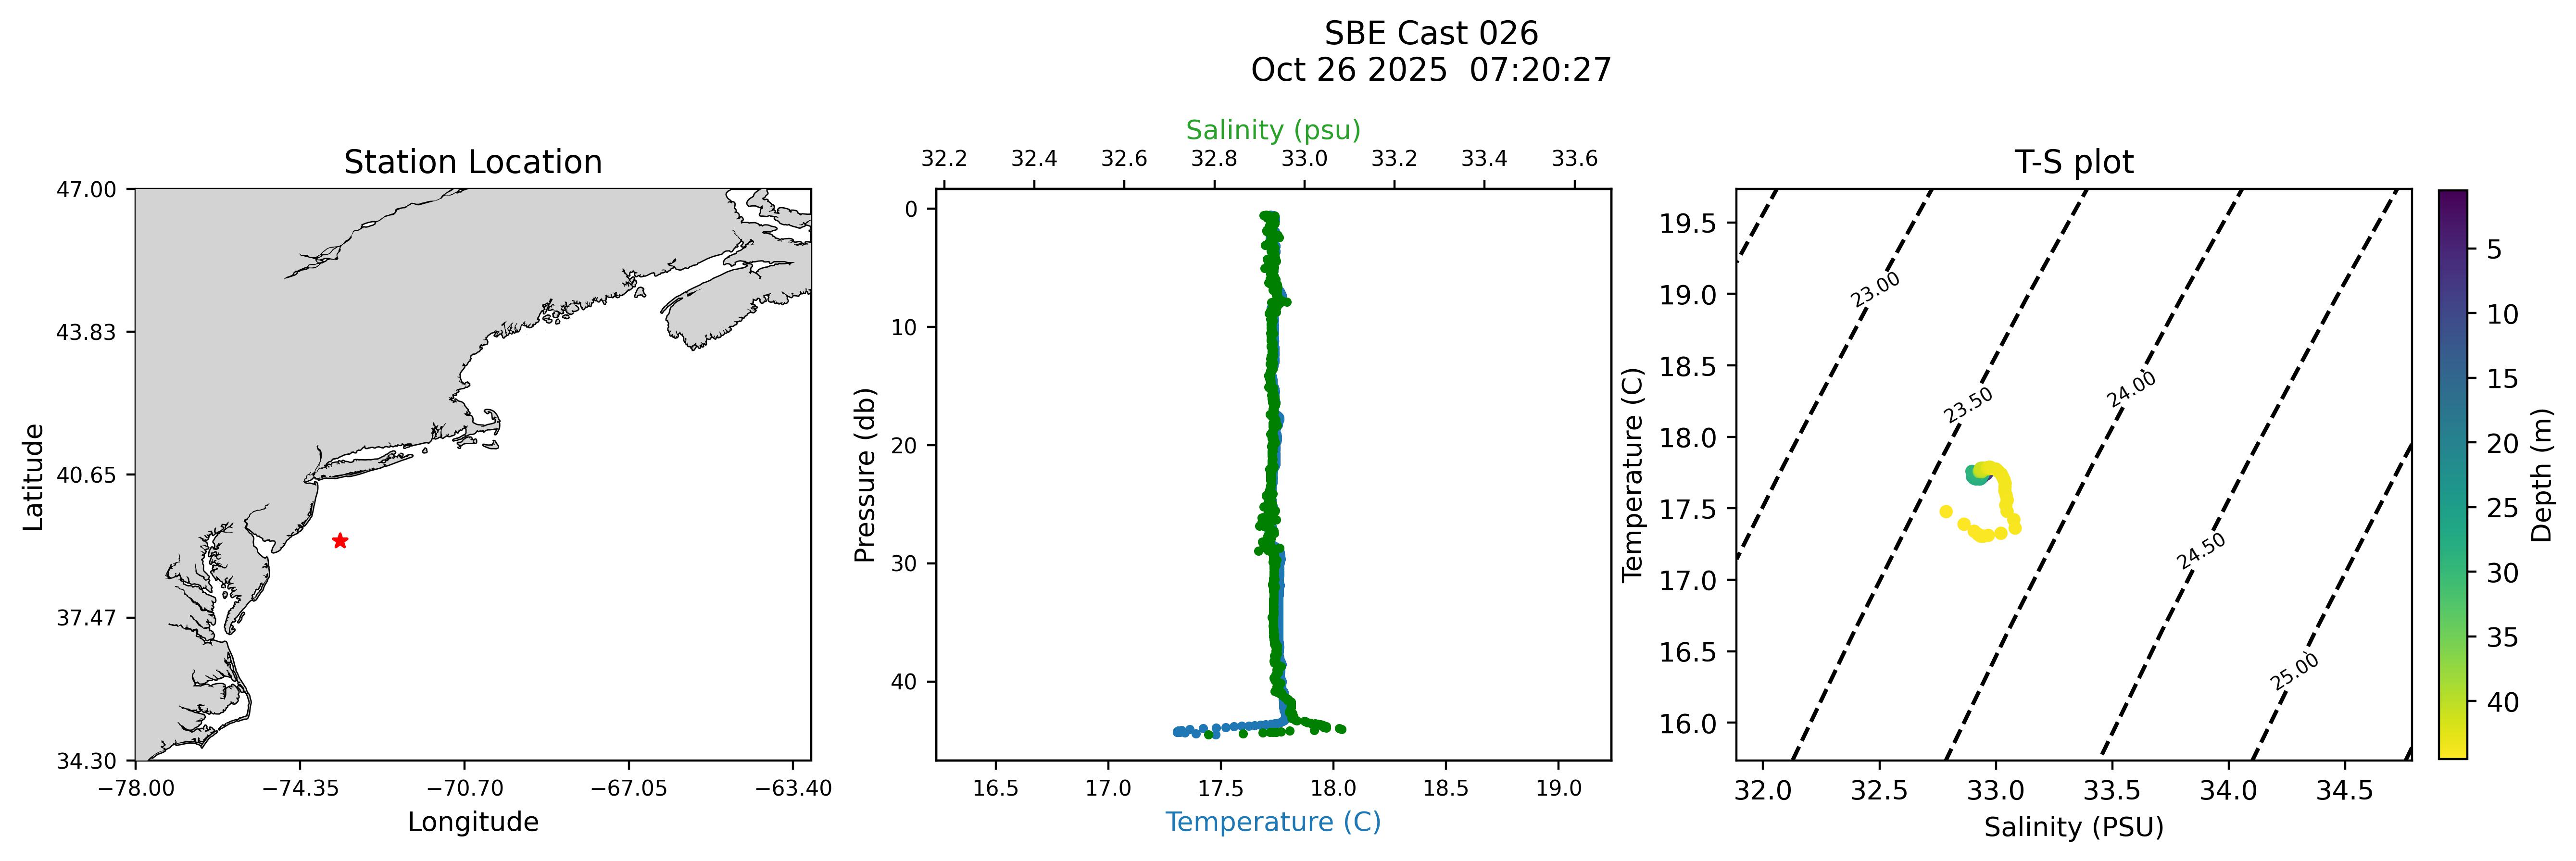 SBE Cast 026
Oct 26 2025  07:20:27
Station Location
47.00
43.83
40.65
37.47
34.30
Latitude
−78.00 −74.35 −70.70 −67.05 −63.40
Longitude
Salinity (psu)
32.2 32.4 32.6 32.8 33.0 33.2 33.4 33.6
0
10
20
30
40
Pressure (db)
16.5 17.0 17.5 18.0 18.5 19.0
Temperature (C)
T-S plot
19.5
19.0
18.5
18.0
17.5
17.0
16.5
16.0
Temperature (C)
23.00
23.50
24.00
24.50
25.00
32.0 32.5 33.0 33.5 34.0 34.5
Salinity (PSU)
5
10
15
20
25
30
35
40
Depth (m)